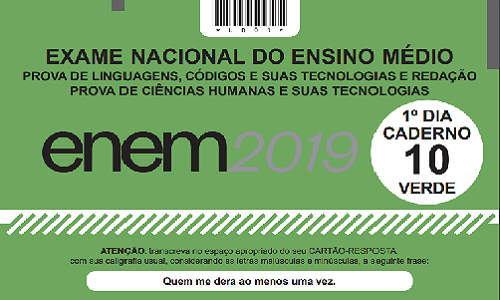 *LD01*
EXAME NACIONAL DO ENSINO MÉDIO
PROVA DE LINGUAGENS, CÓDIGOS E SUAS TECNOLOGIAS E REDAÇÃO
PROVA DE CIÊNCIAS HUMANAS E SUAS TECNOLOGIAS
enem2019
1º DIA
CADERNO
10
VERDE
ATENÇÃO: transcreva no espaço apropriado do seu CARTÃO-RESPOSTA,
com sua caligrafia usual, considerando as letras maiúsculas e minúsculas, a seguinte frase:
Quem me dera ao menos uma vez.